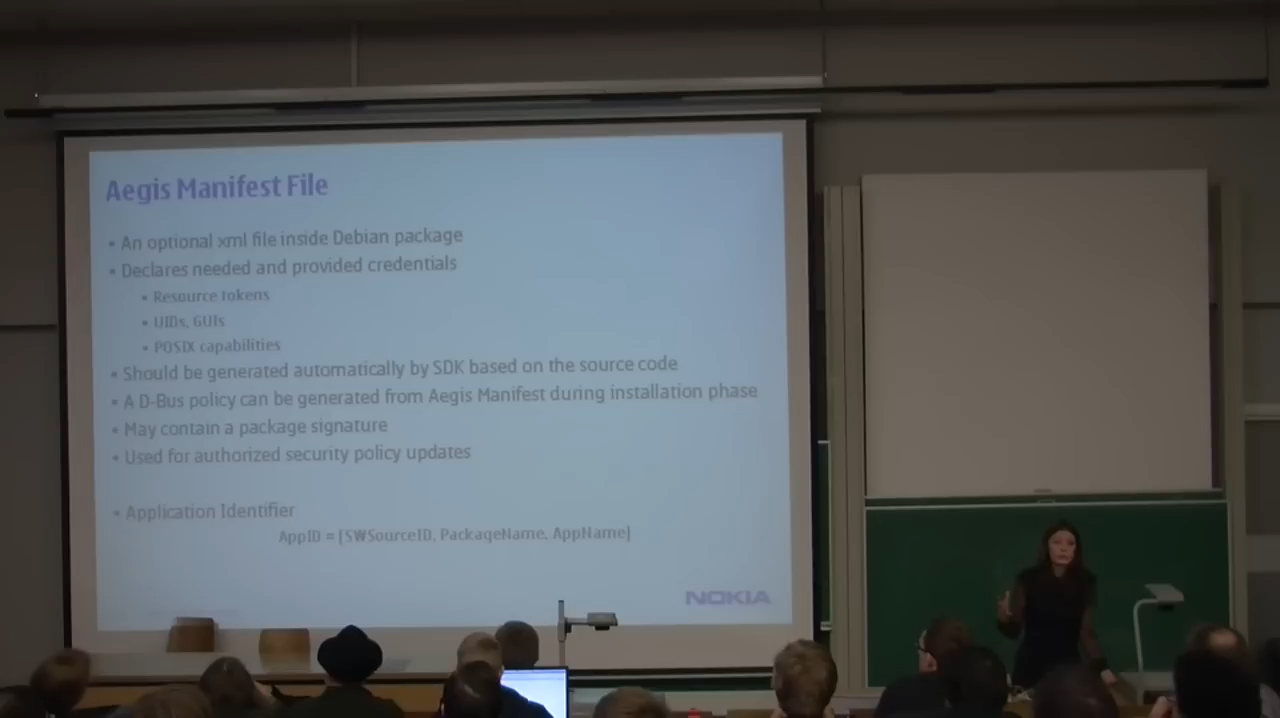 Aegis Manifest File
• An optional xml file inside Debian package
• Declares needed and provided credentials
• Resource tokens
• UIDs, GUIs
• POSIX capabilities
• Should be generated automatically by SDK based on the source code
• A D-Bus policy can be generated from Aegis Manifest during installation phase
• May contain a package signature
• Used for authorized security policy updates
• Application Identifier
AppID = {SWSourceID, PackageName, AppName}
NOKIA